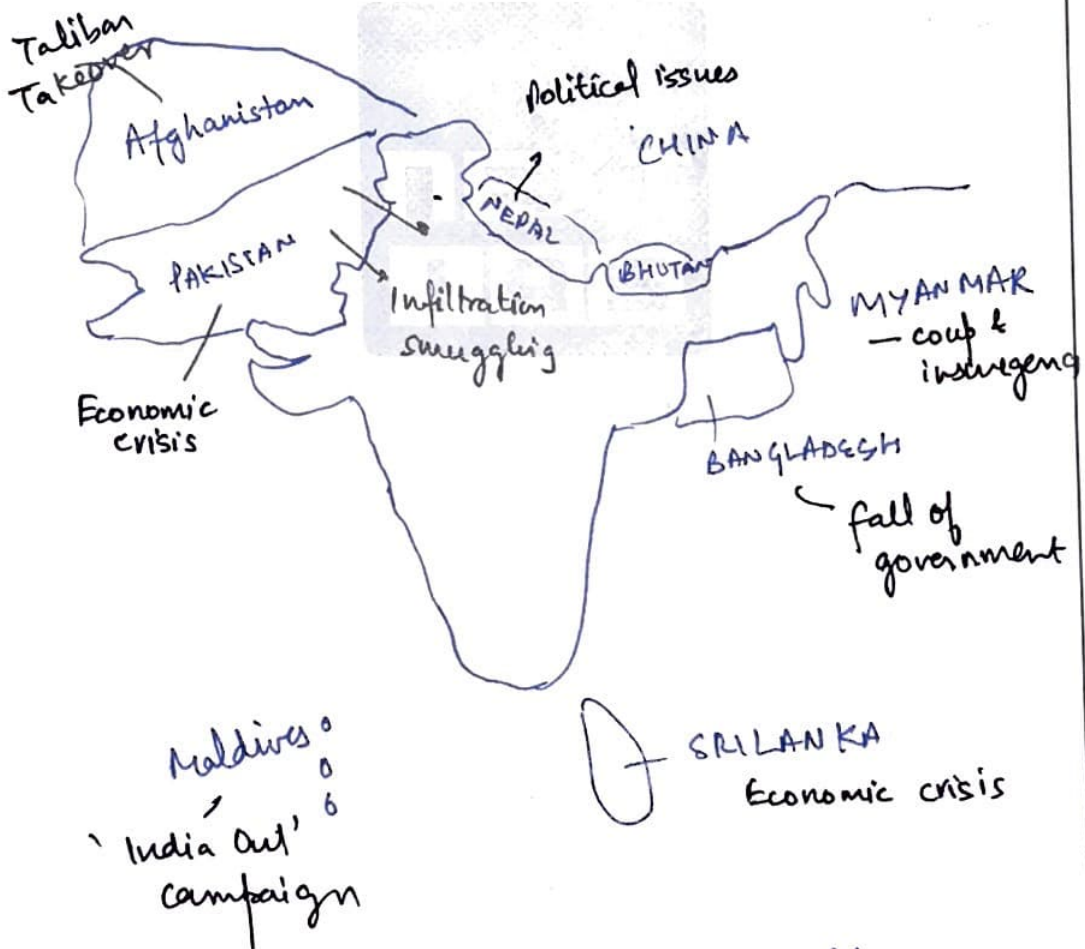 Taliban
Takeover
Afghanistan
Political issues
CHINA
NEPAL
PAKISTAN
BHUTAN
Infiltration
smuggling
MYANMAR
— coup &
insurgenc
Economic
crisis
BANGLADESH
fall of
government
Maldives
SRILANKA
Economic crisis
'India Out'
campaign